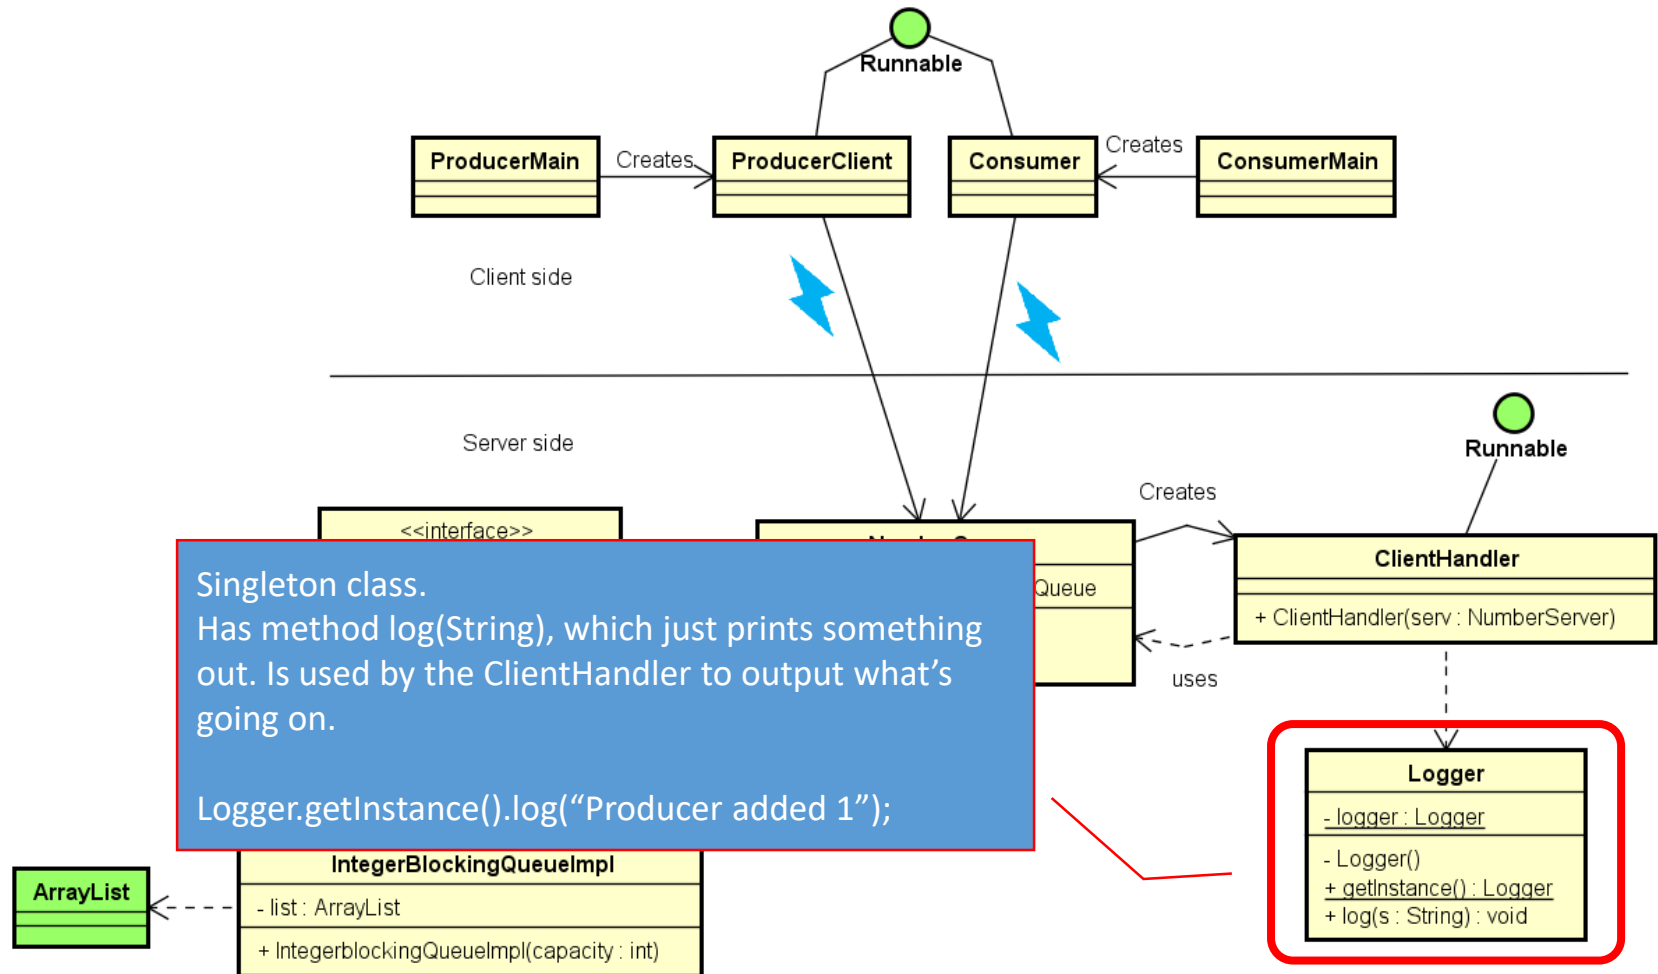 Runnable
ProducerMain
Creates
ProducerClient
Consumer
Creates
ConsumerMain
Client side
Server side
Runnable
Creates
<<interface>>
Queue
ClientHandler
+ ClientHandler(serv : NumberServer)
uses
Singleton class.
Has method log(String), which just prints something
out. Is used by the ClientHandler to output what’s
going on.
Logger.getInstance().log(“Producer added 1”);
Logger
- logger : Logger
- Logger()
+ getInstance() : Logger
+ log(s : String) : void
ArrayList
IntegerBlockingQueueImpl
- list : ArrayList
+ IntegerblockingQueueImpl(capacity : int)